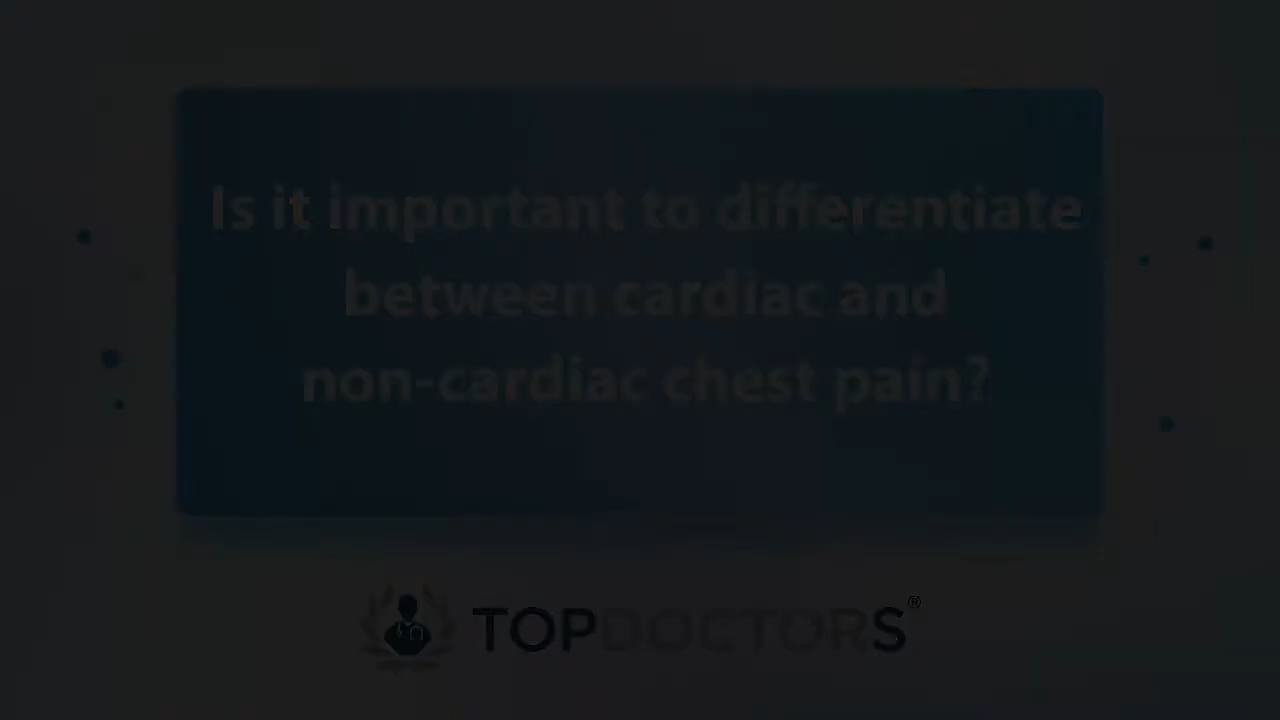 Is it important to differentiate
between cardiac and
non-cardiac chest pain?
TOPDOCTORS®